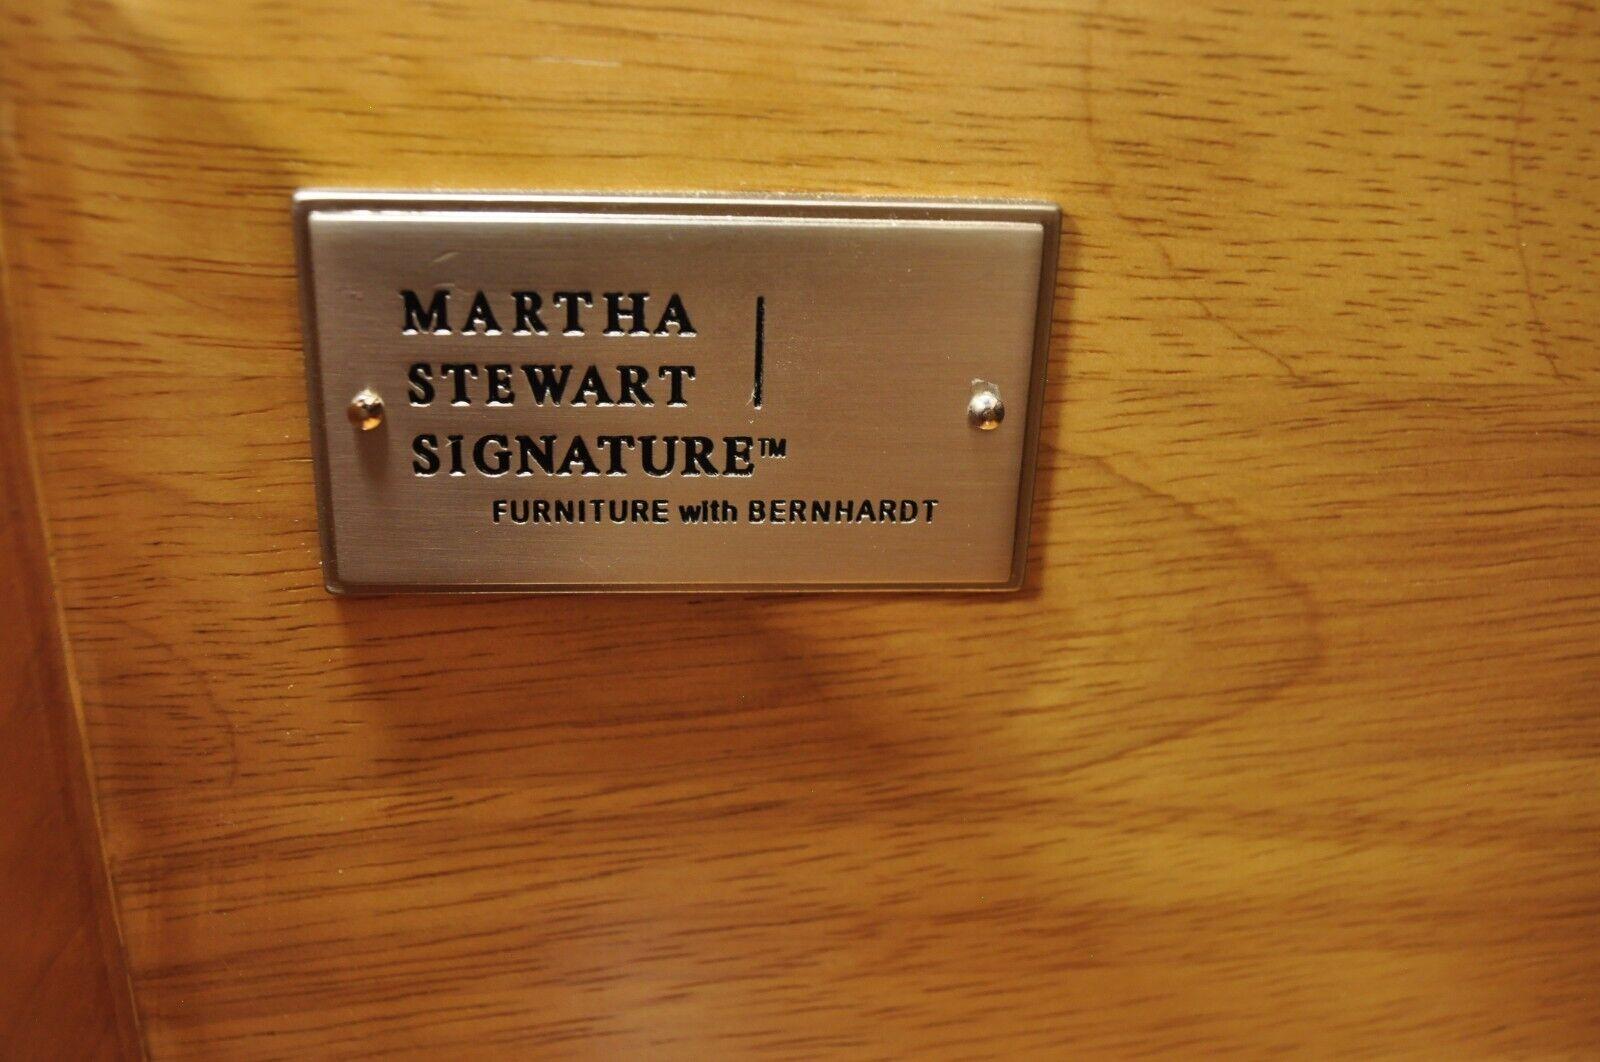 MARTHA
STEWART
SIGNATURE™
FURNITURE with BERNHARDT